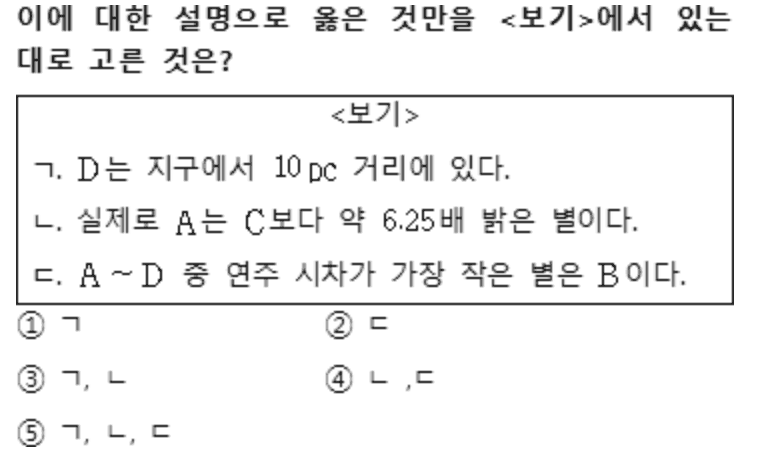 이에 대한 설명으로 옳은 것만을 <보기>에서 있는
대로 고른 것은?
<보기>
ㄱ. D는 지구에서 10pc 거리에 있다.
ㄴ. 실제로 A는 C보다 약 6.25배 밝은 별이다.
ㄷ. A ~ D 중 연주 시차가 가장 작은 별은 B이다.
① ㄱ ② ㄷ
③ ㄱ, ㄴ ④ ㄴ ,ㄷ
⑤ ㄱ, ㄴ, ㄷ